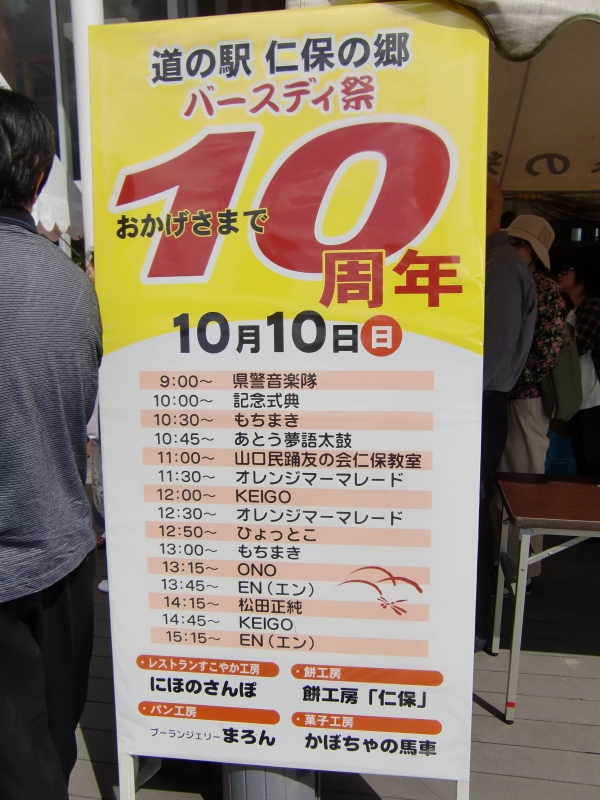 道の駅 仁保の郷
バースディ祭
10
おかげさまで
周年
10月10日 日
9:00～ 県警音楽隊
10:00～ 記念式典
10:30～ もちまき
10:45～ あとう夢語太鼓
11:00～ 山口民踊友の会仁保教室
11:30～ オレンジマーマレード
12:00～ KEIGO
12:30～ オレンジマーマレード
12:50～ ひょっとこ
13:00～ もちまき
13:15～ ONO
13:45～ EN（エン）
14:15～ 松田正純
14:45～ KEIGO
15:15～ EN（エン）
・レストランすこやか工房
にほのさんぽ
・餅工房
餅工房「仁保」
・パン工房
ブーランジェリーまろん
・菓子工房
かぼちゃの馬車